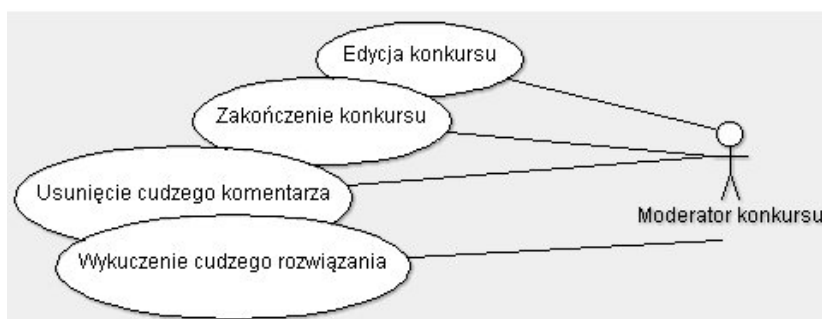 Edycja konkursu
Zakończenie konkursu
Usunięcie cudzego komentarza
Moderator konkursu
Wykuczenie cudzego rozwiązania